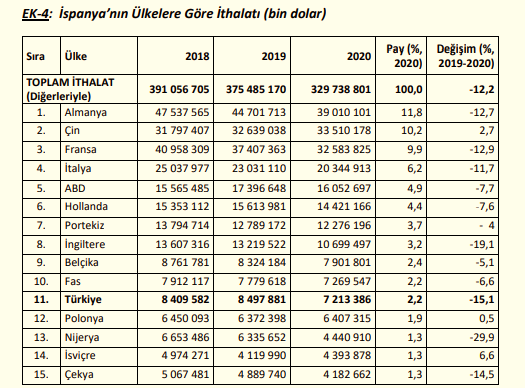 EK-4: İspanya’nın Ülkelere Göre İthalatı (bin dolar)
Sıra Ülke 2018 2019 2020 Pay (%, 2020) Değişim (%, 2019-2020)
TOPLAM İTHALAT (Diğerleriyle) 391 056 705 375 485 170 329 738 801 100,0 -12,2
1. Almanya 47 537 565 44 701 713 39 010 101 11,8 -12,7
2. Çin 31 797 407 32 639 038 33 510 178 10,2 2,7
3. Fransa 40 958 309 37 407 363 32 583 825 9,9 -12,9
4. İtalya 25 037 977 23 031 110 20 344 913 6,2 -11,7
5. ABD 15 565 485 17 396 648 16 052 697 4,9 -7,7
6. Hollanda 15 353 112 15 613 981 14 421 166 4,4 -7,6
7. Portekiz 13 794 714 12 789 172 12 276 196 3,7 - 4
8. İngiltere 13 607 316 13 219 522 10 699 497 3,2 -19,1
9. Belçika 8 761 781 8 324 184 7 901 801 2,4 -5,1
10. Fas 7 912 117 7 779 618 7 269 547 2,2 -6,6
11. Türkiye 8 409 582 8 497 881 7 213 386 2,2 -15,1
12. Polonya 6 450 093 6 372 398 6 407 315 1,9 0,5
13. Nijerya 6 653 486 6 335 652 4 440 910 1,3 -29,9
14. İsviçre 4 974 271 4 119 990 4 393 878 1,3 6,6
15. Çekya 5 067 481 4 889 740 4 182 662 1,3 -14,5